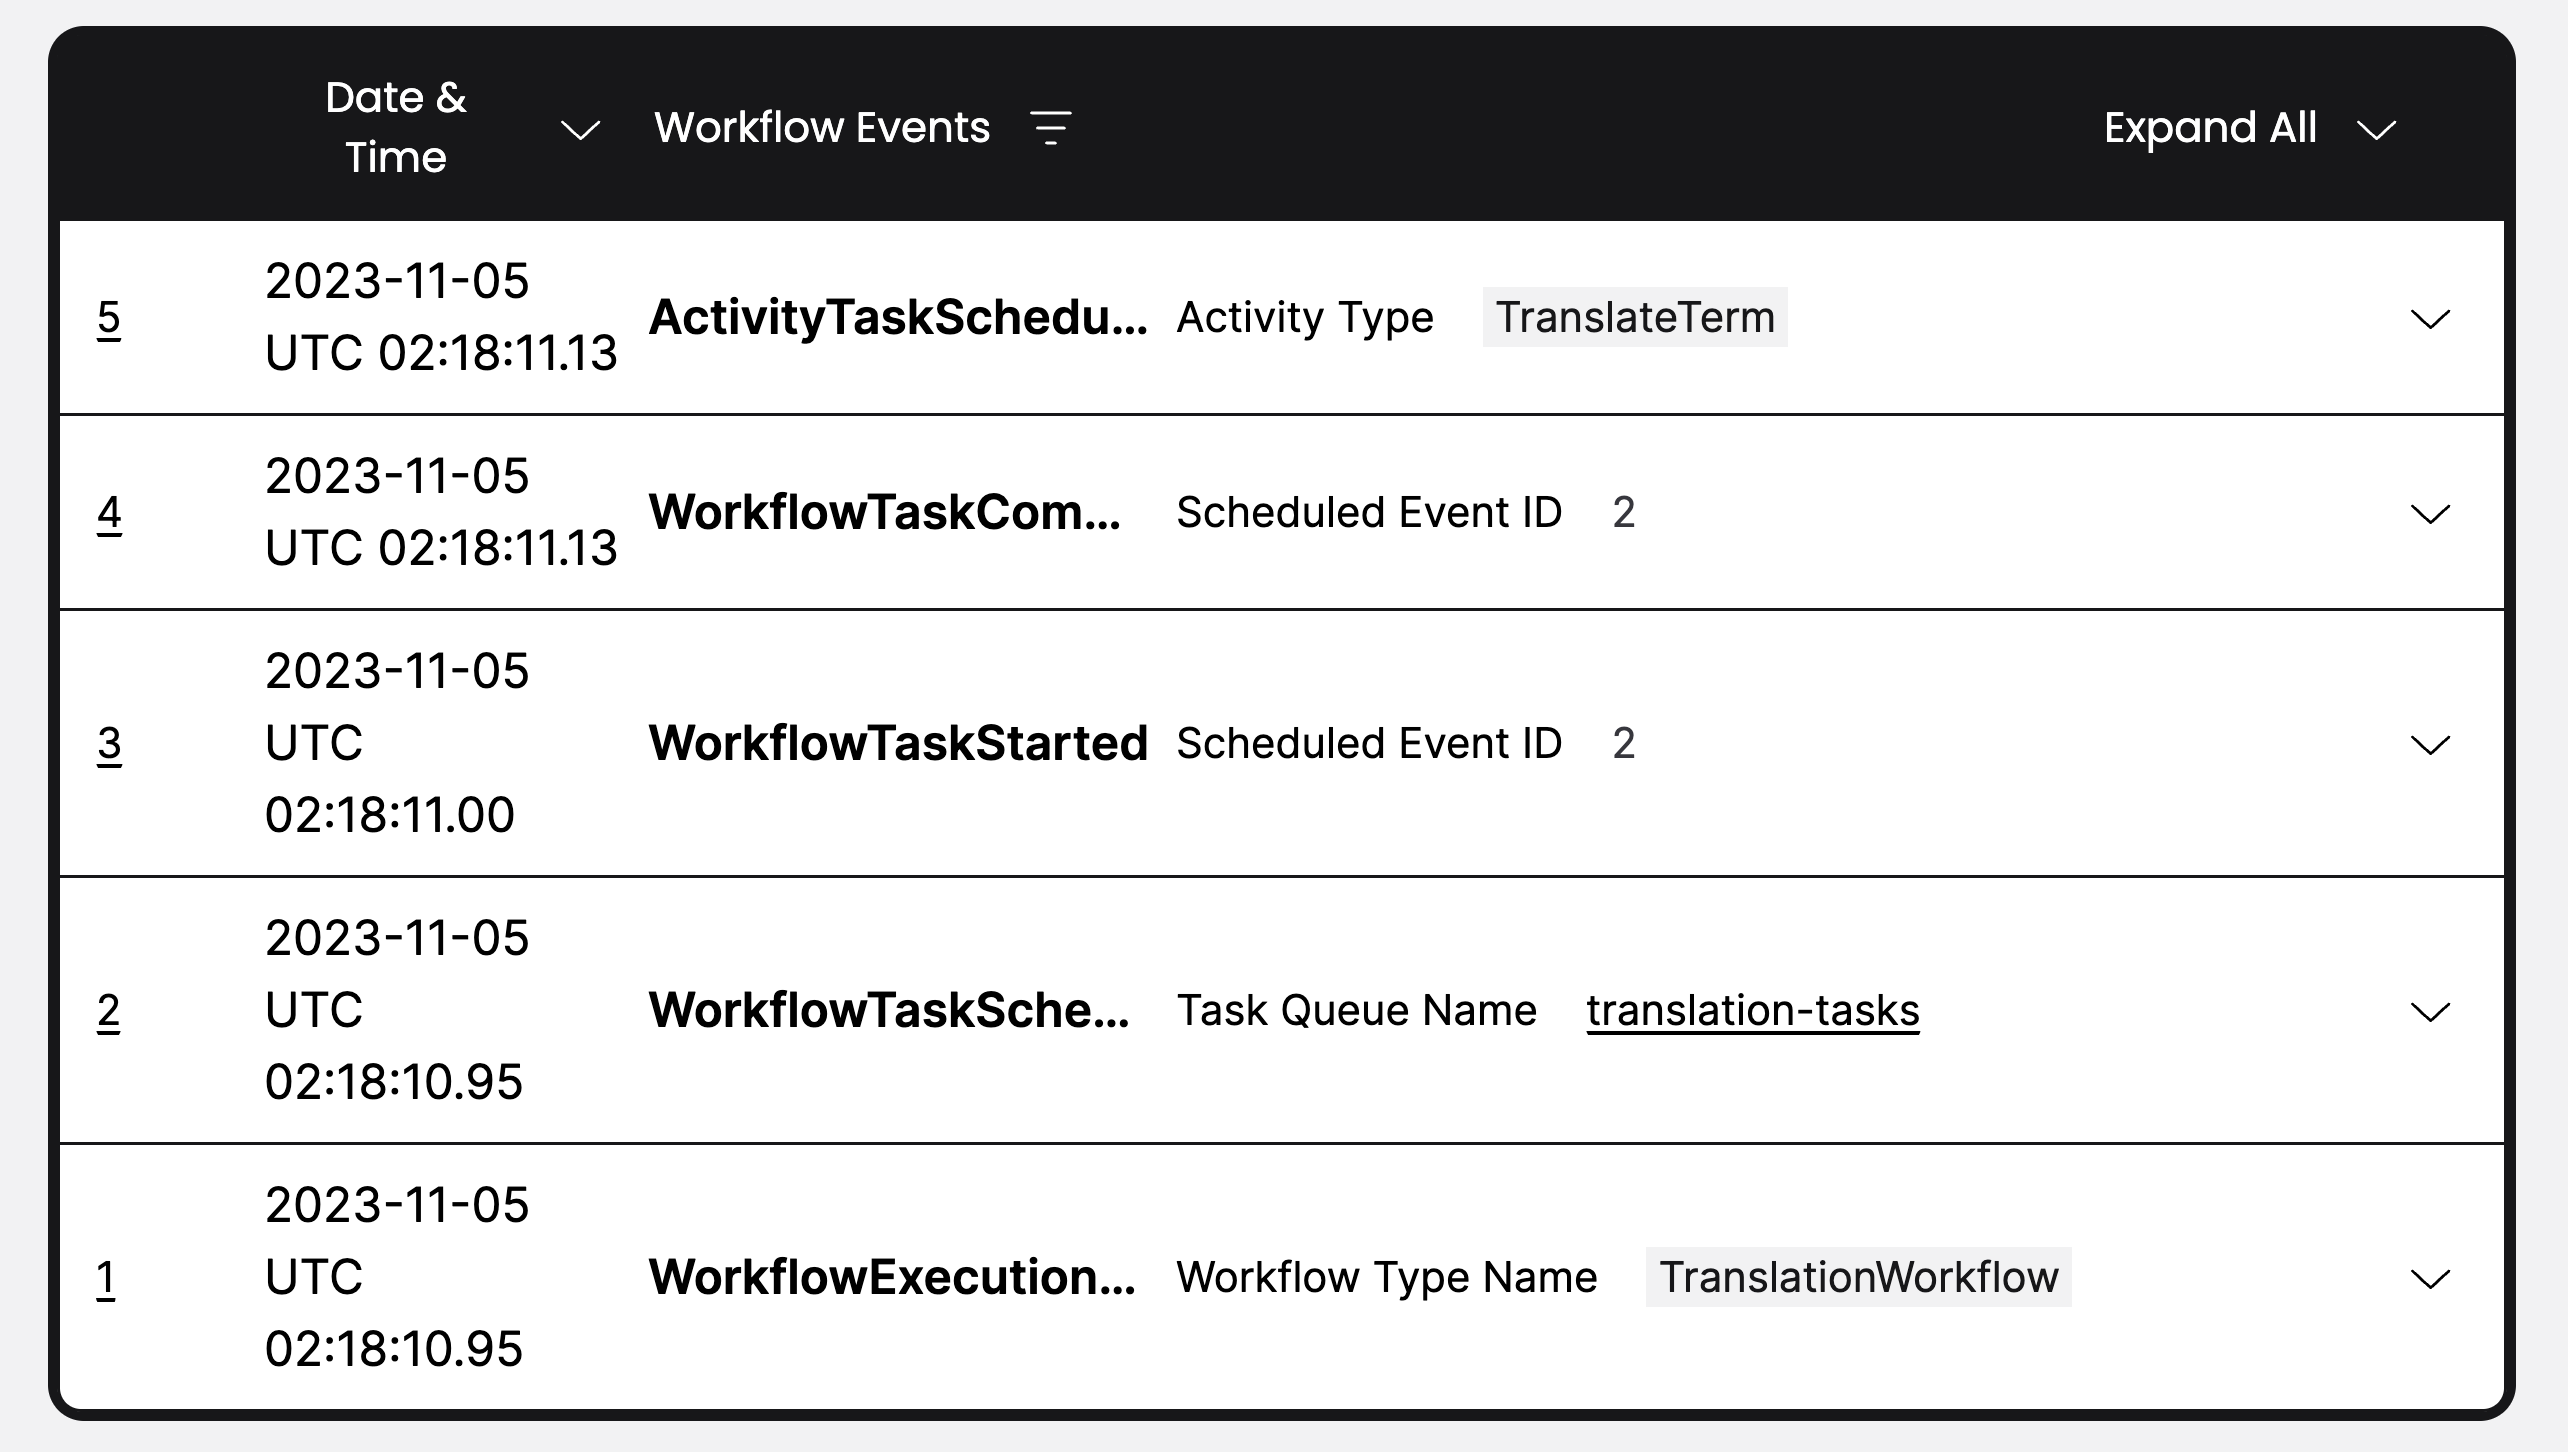 Date &
Time
Workflow Events
Expand All
5
2023-11-05
UTC 02:18:11.13
ActivityTaskSchedu...
Activity Type
TranslateTerm
4
2023-11-05
UTC 02:18:11.13
WorkflowTaskCom...
Scheduled Event ID
2
3
2023-11-05
UTC
02:18:11.00
WorkflowTaskStarted
Scheduled Event ID
2
2
2023-11-05
UTC
02:18:10.95
WorkflowTaskSche...
Task Queue Name
translation-tasks
1
2023-11-05
UTC
02:18:10.95
WorkflowExecution...
Workflow Type Name
TranslationWorkflow